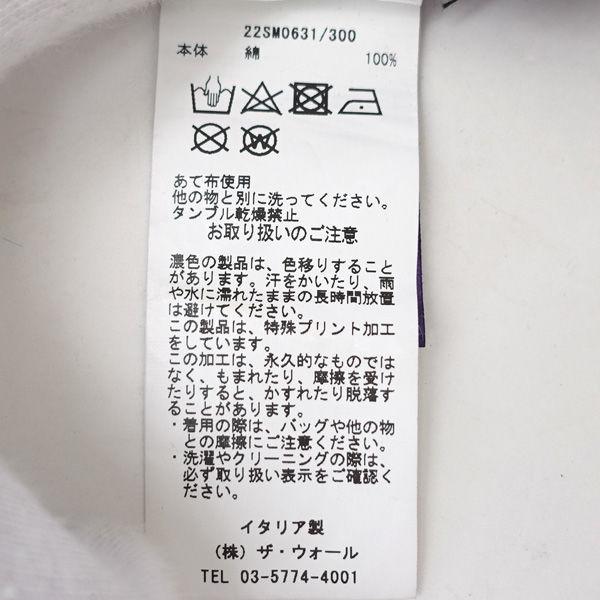 22SM0631/300
本体 綿 100%
あて布使用
他の物と別に洗ってください。
タンブル乾燥禁止
お取り扱いのご注意
濃色の製品は、色移りすること
があります。汗をかいたり、雨
や水に濡れたままの長時間放置
は避けてください。
この製品は、特殊プリント加工
をしています。
この加工は、永久的なものでは
なく、もまれたり、摩擦を受け
たりすると、かすれたり脱落す
ることがあります。
・着用の際は、バッグや他の物
との摩擦にご注意ください。
・洗濯やクリーニングの際は、
必ず取り扱い表示をご確認く
ださい。
イタリア製
(株)ザ・ウォール
TEL 03-5774-4001